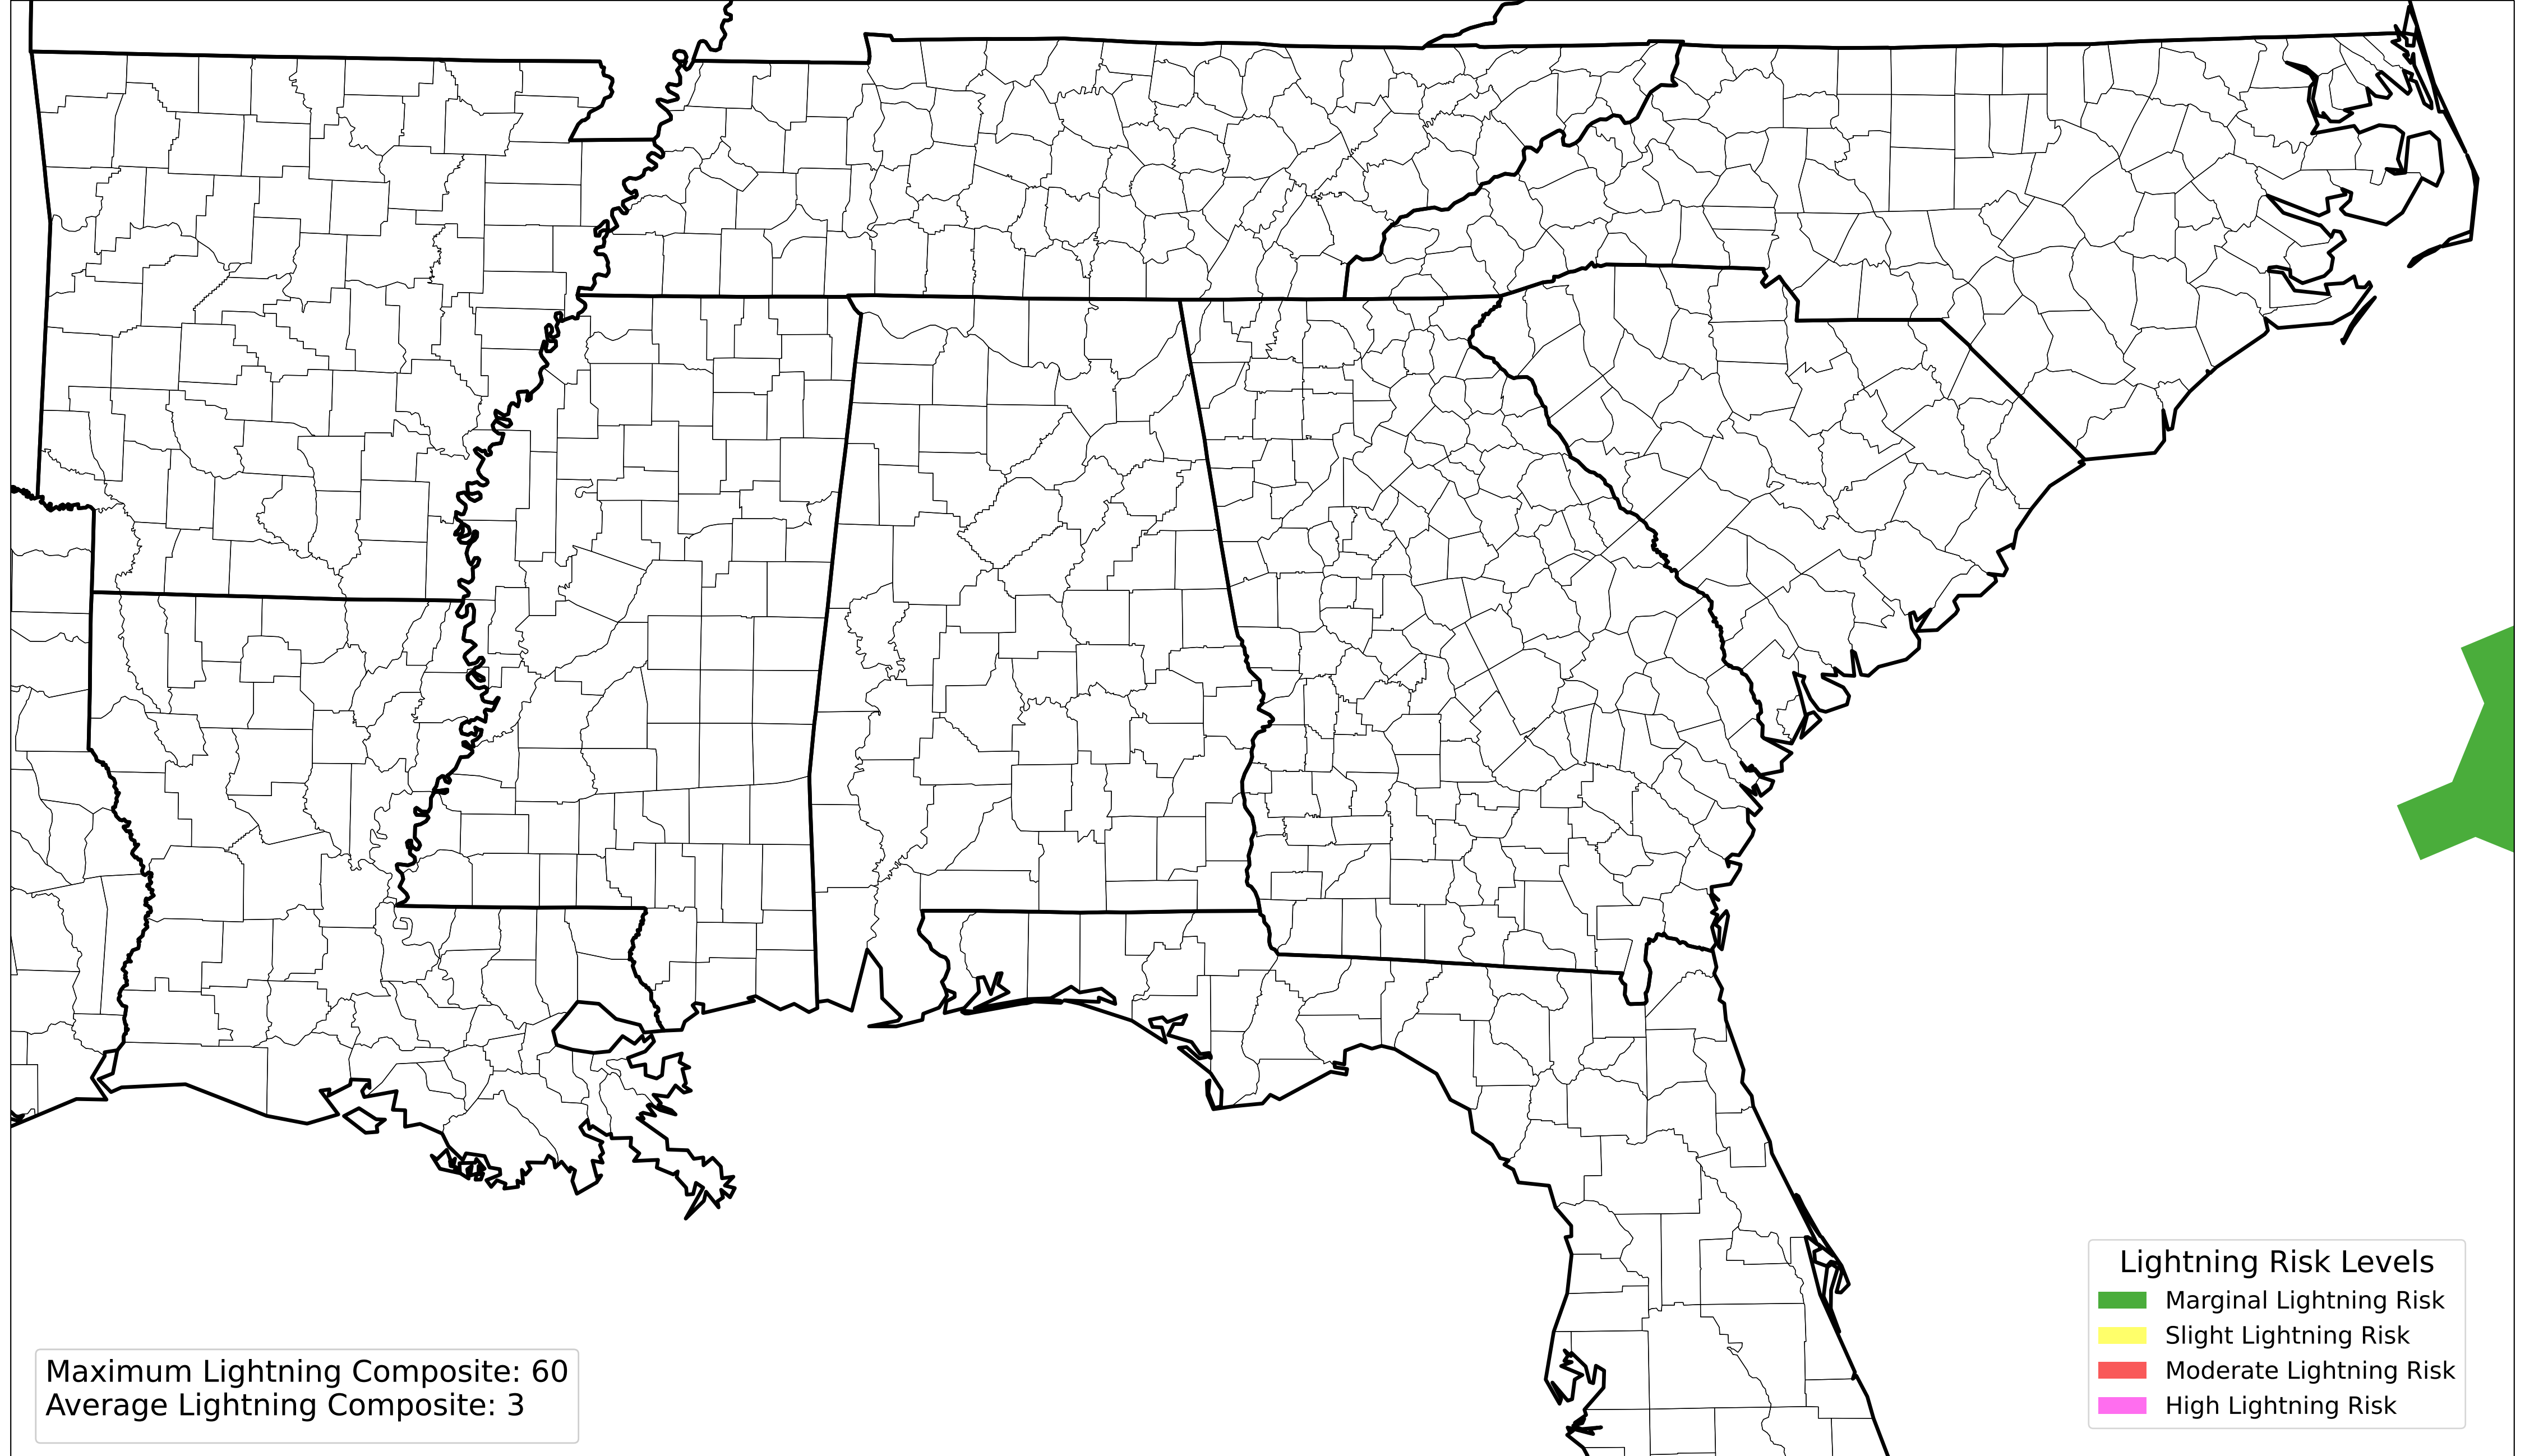 Maximum Lightning Composite: 60
Average Lightning Composite: 3
Lightning Risk Levels
Marginal Lightning Risk
Slight Lightning Risk
Moderate Lightning Risk
High Lightning Risk